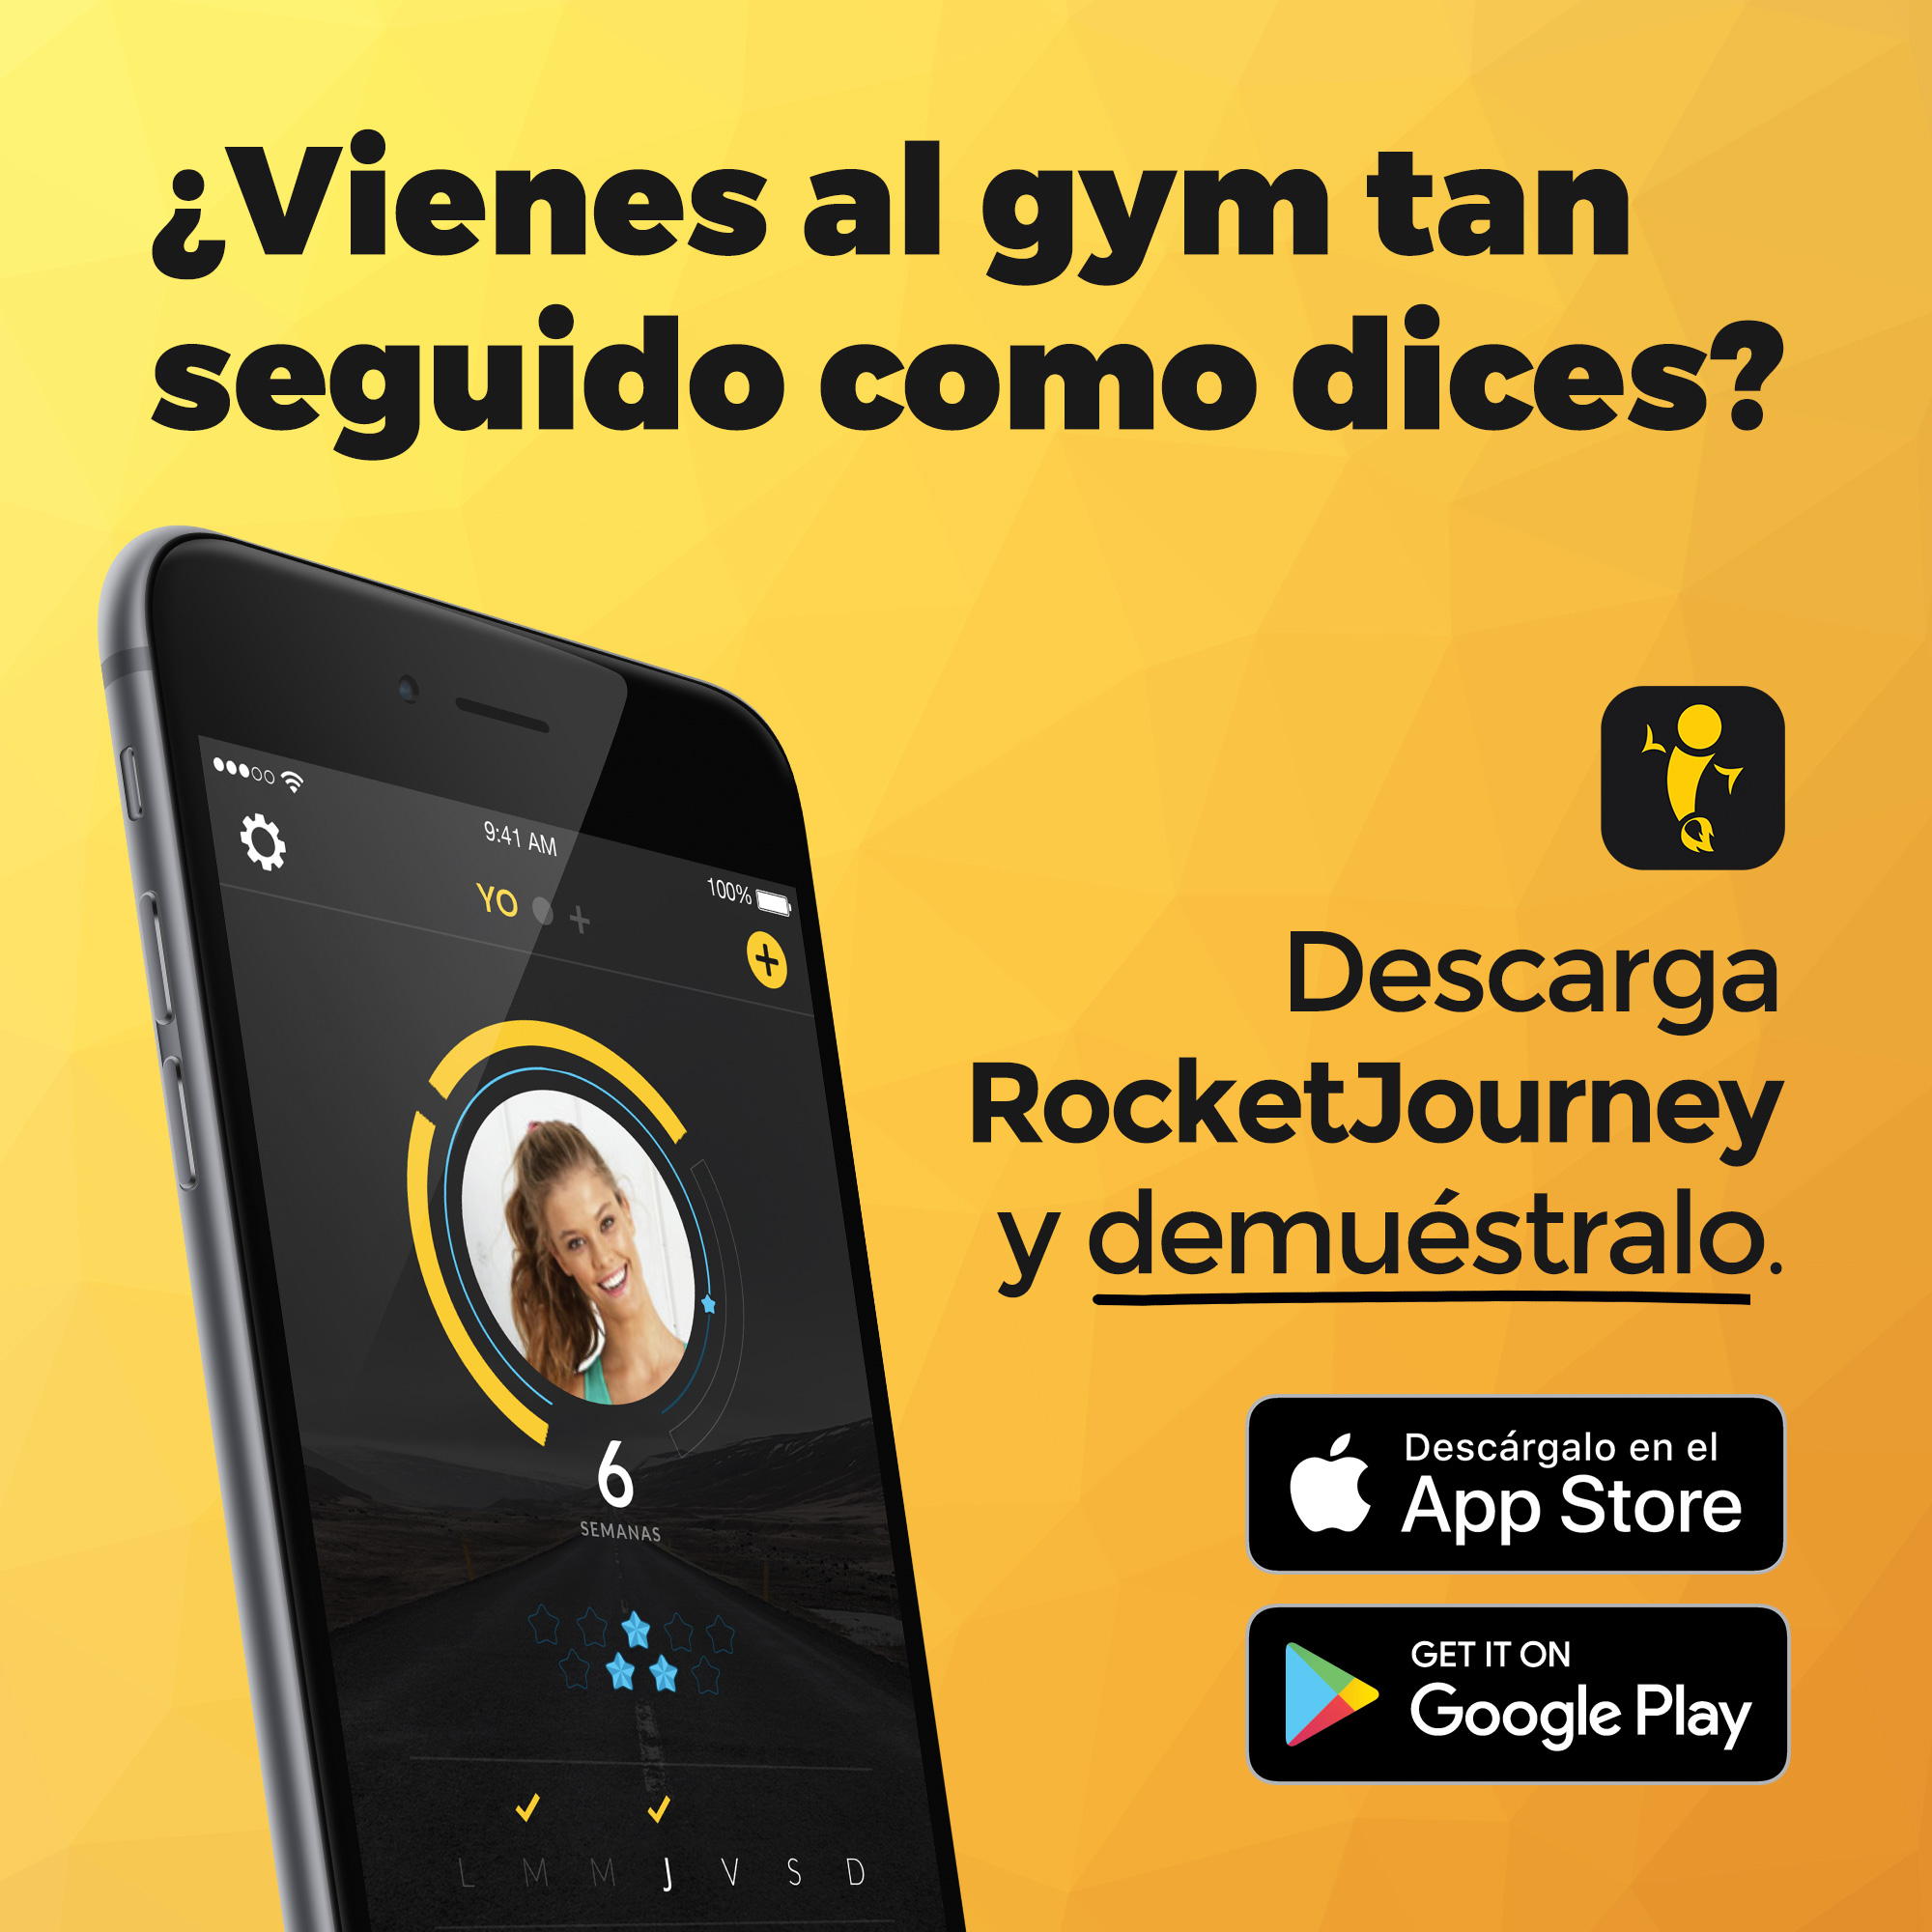 ¿Vienes al gym tan
seguido como dices?
9:41 AM
100%
YO
6
SEMANAS
L M M J V S D
Descarga
RocketJourney
y demuéstralo.
Descárgalo en el
App Store
GET IT ON
Google Play